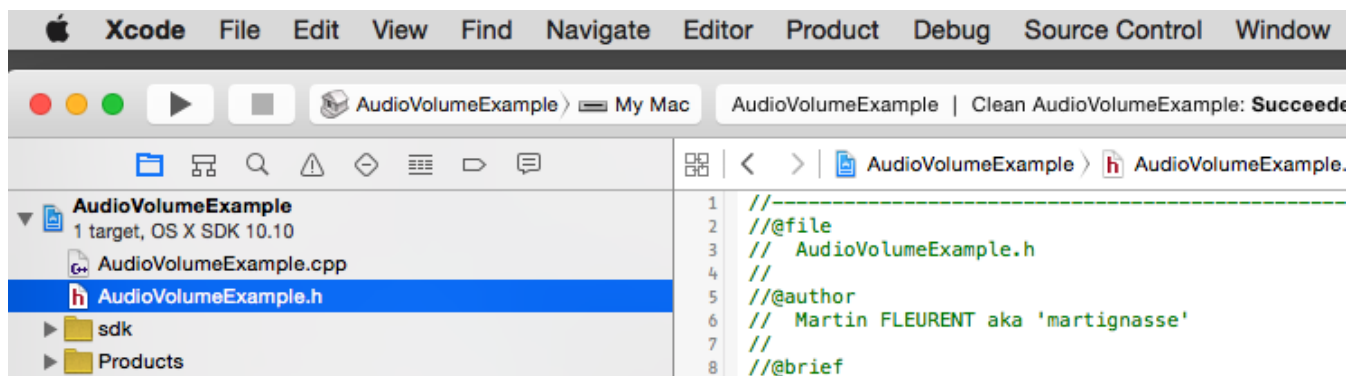 Xcode File Edit View Find Navigate Editor Product Debug Source Control Window
AudioVolumeExample 〉 My Mac
AudioVolumeExample | Clean AudioVolumeExample: Succeede
AudioVolumeExample 〉 h AudioVolumeExample.
AudioVolumeExample
1 target, OS X SDK 10.10
C++ AudioVolumeExample.cpp
h AudioVolumeExample.h
sdk
Products
1 //------------------------------------------------
2 //@file
3 // AudioVolumeExample.h
4 //
5 //@author
6 // Martin FLEURENT aka 'martignasse'
7 //
8 //@brief